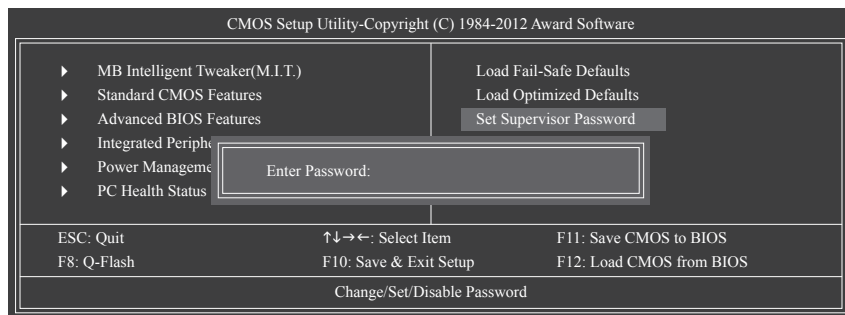 CMOS Setup Utility-Copyright (C) 1984-2012 Award Software
MB Intelligent Tweaker(M.I.T.)
Standard CMOS Features
Advanced BIOS Features
Integrated
Power
PC Health Status
Load Fail-Safe Defaults
Load Optimized Defaults
Set Supervisor Password
Enter Password:
ESC: Quit
↑↓→←: Select Item
F11: Save CMOS to BIOS
F8: Q-Flash
F10: Save & Exit Setup
F12: Load CMOS from BIOS
Change/Set/Disable Password